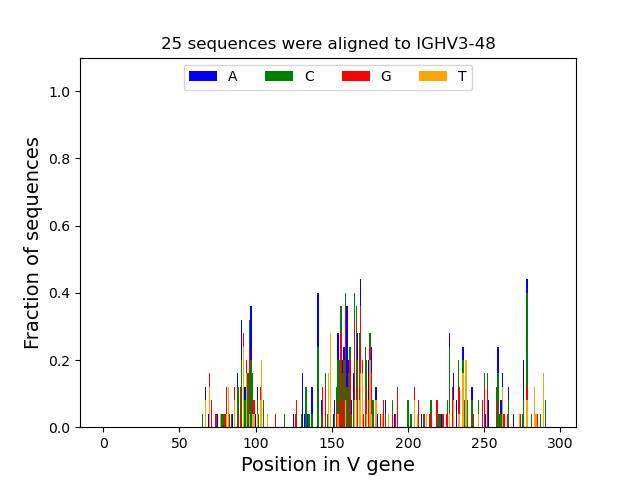 25 sequences were aligned to IGHV3-48
A C G T
1.0
0.8
0.6
0.4
0.2
0.0
Fraction of sequences
0 50 100 150 200 250 300
Position in V gene